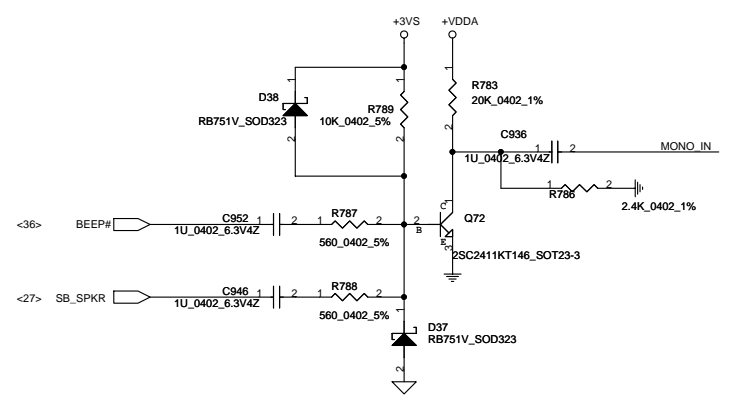 +3VS
+VDDA
1
1
1
D38
R783
R789
20K_0402_1%
RB751V_SOD323
10K_0402_5%
2
2
2
C936
1
2
MONO_IN
1U_0402_6.3V4Z
1
2
R786
2.4K_0402_1%
<36>
BEEP#
C952
1
2
1
R787
2
2
B
C
1
Q72
1U_0402_6.3V4Z
560_0402_5%
E
3
2SC2411KT146_SOT23-3
<27>
SB_SPKR
C946
1
2
1
R788
2
1U_0402_6.3V4Z
560_0402_5%
1
D37
RB751V_SOD323
2